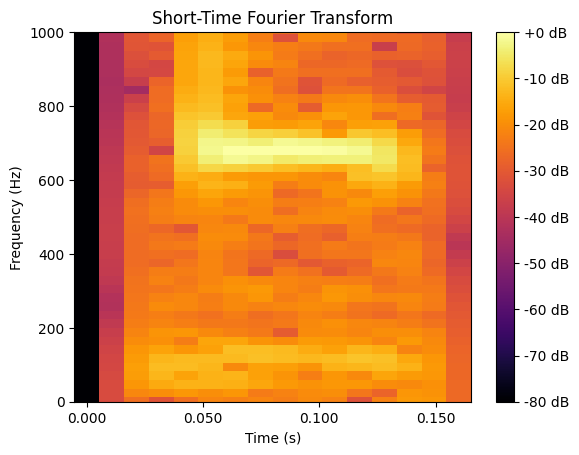 Short-Time Fourier Transform
Frequency (Hz)
1000
800
600
400
200
0
0.000
0.050
0.100
0.150
Time (s)
+0 dB
-10 dB
-20 dB
-30 dB
-40 dB
-50 dB
-60 dB
-70 dB
-80 dB